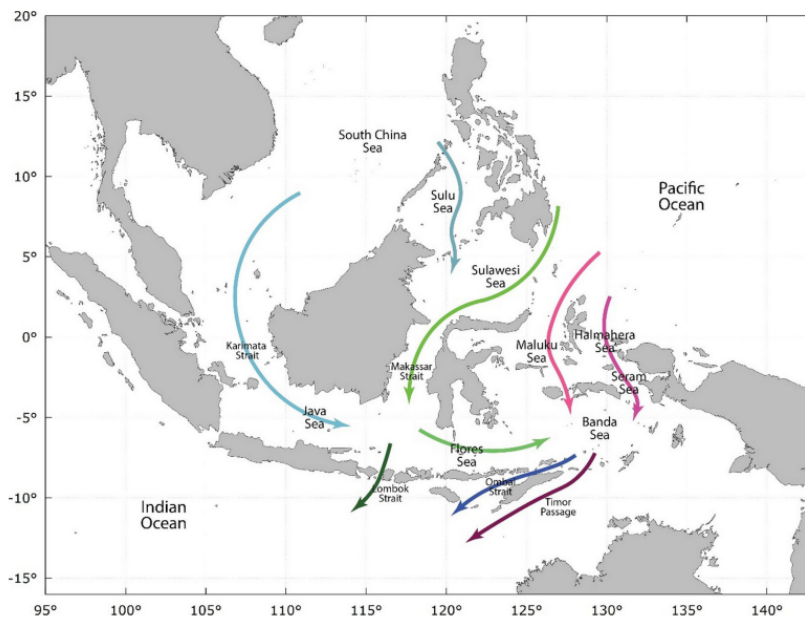 20°
15°
10°
5°
0°
-5°
-10°
-15°
South China
Sea
Sulu
Sea
Pacific
Ocean
Sulawesi
Sea
Karimata
Strait
Makassar
Strait
Maluku
Sea
Halmahera
Sea
Seram
Sea
Java
Sea
Flores
Sea
Banda
Sea
Lombok
Strait
Ombai
Strait
Timor
Passage
Indian
Ocean
95° 100° 105° 110° 115° 120° 125° 130° 135° 140°